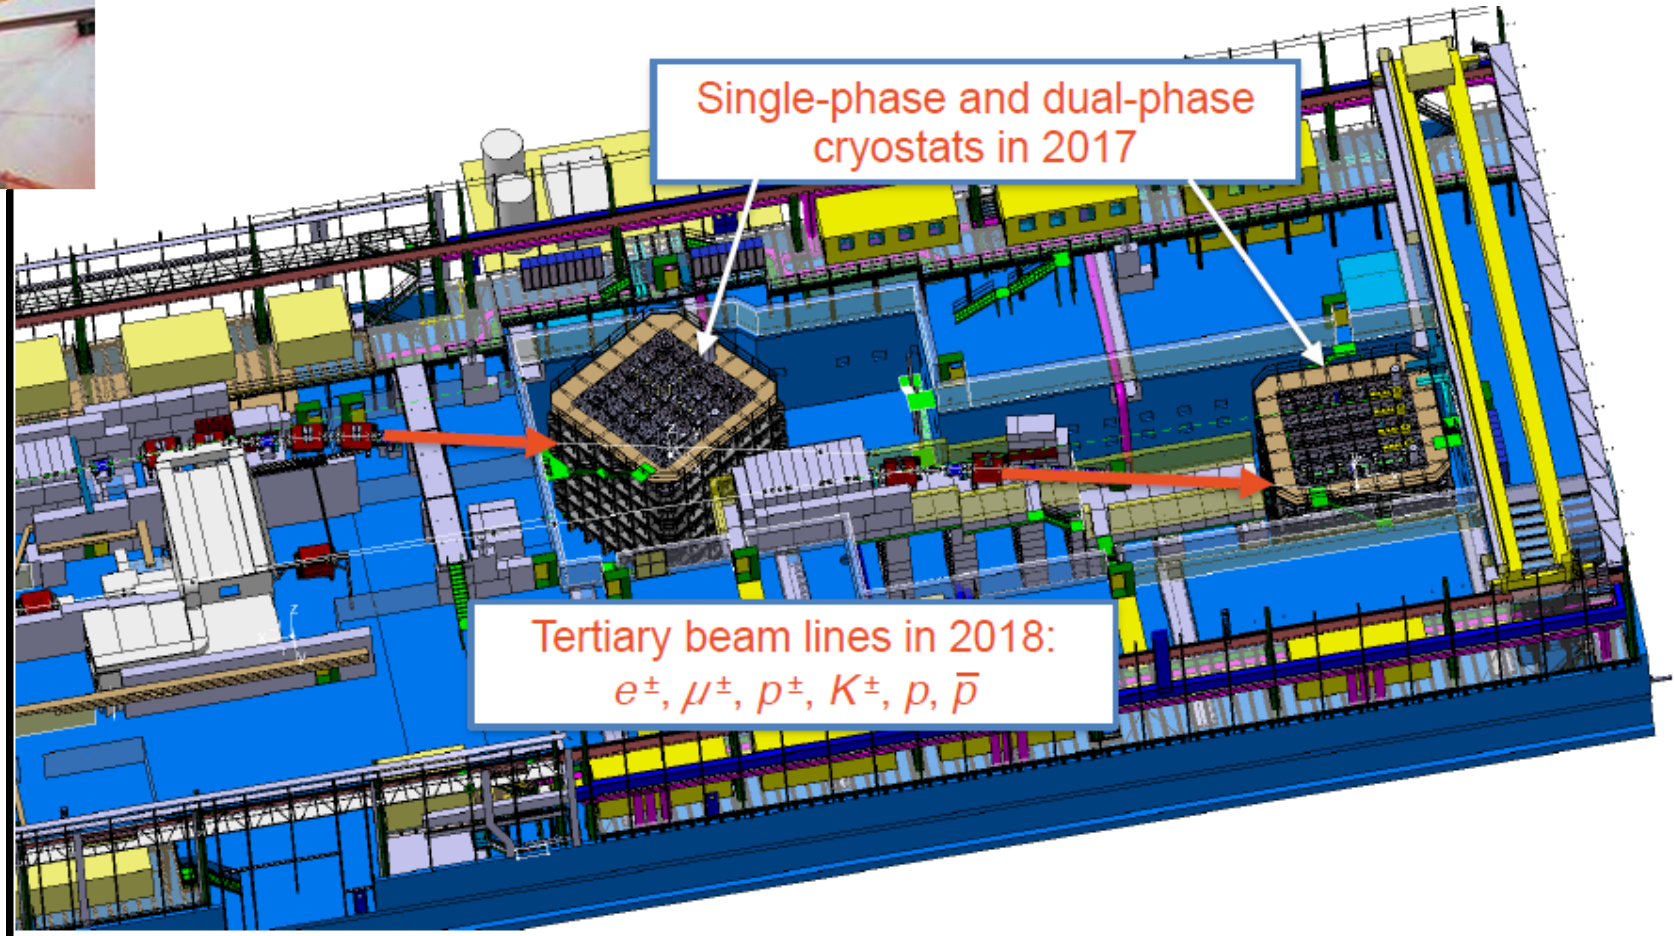 Single-phase and dual-phase
cryostats in 2017
Tertiary beam lines in 2018:
e±, μ±, p±, K±, p, p̅